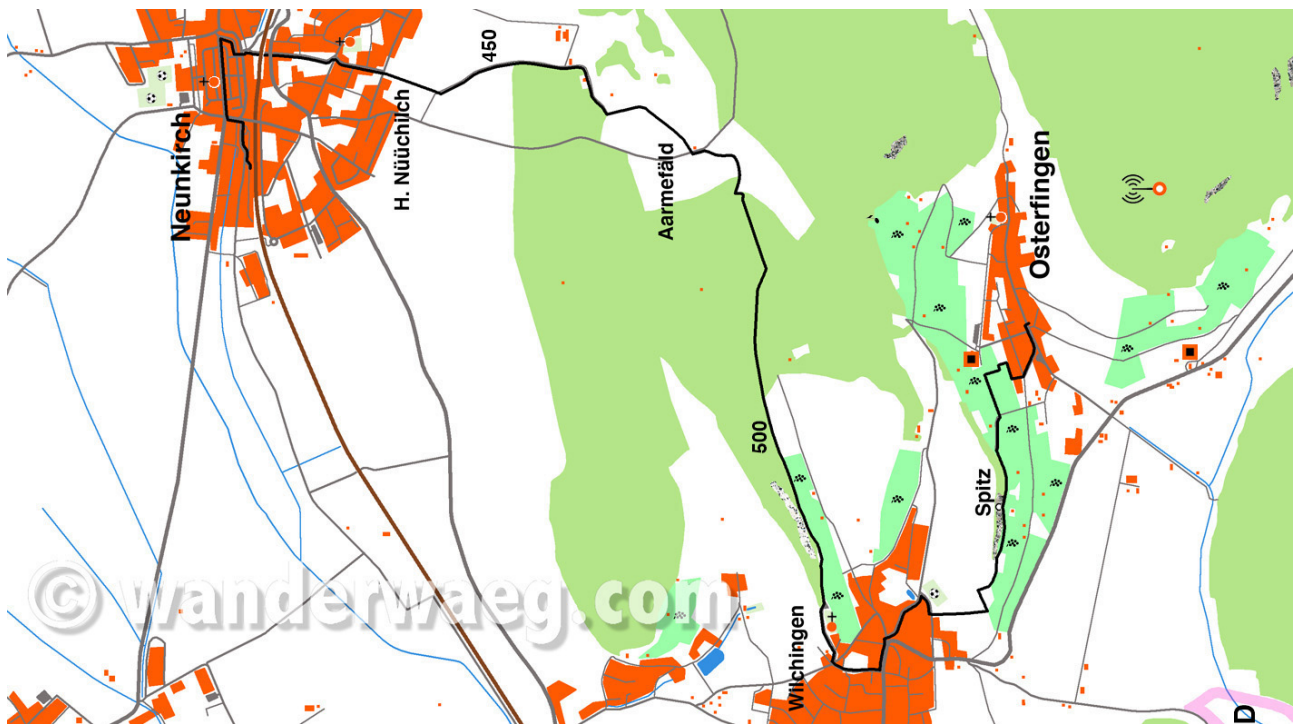 450
Neunkirch
H. Nüüchilch
Aarmefäld
Osterfingen
500
Spitz
© wanderwaeg.com
Wilchingen
D